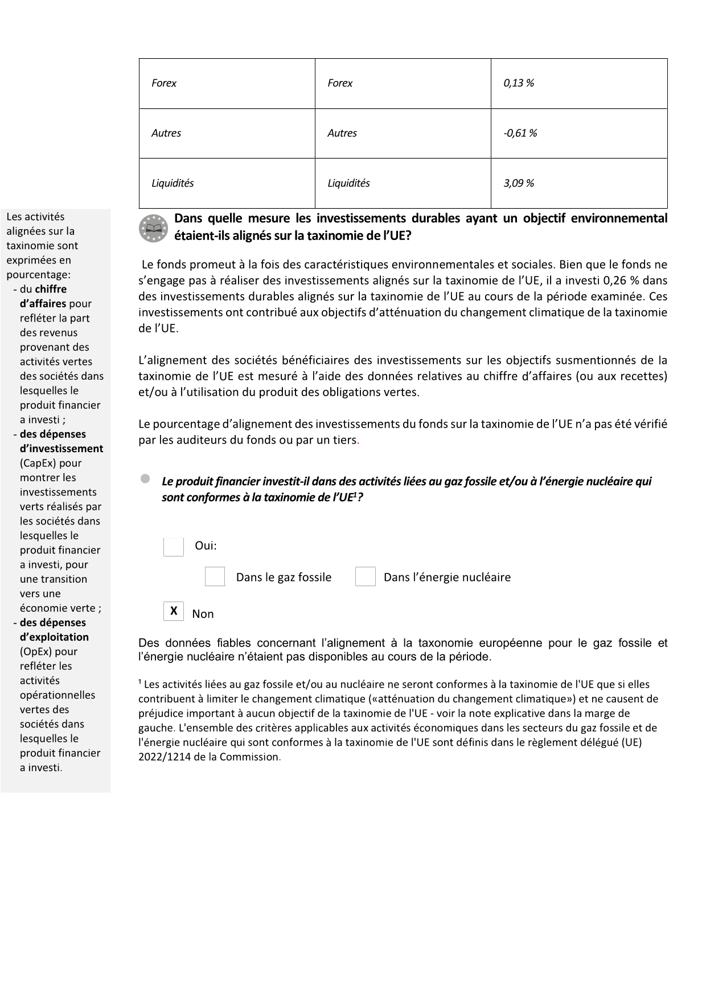 Forex Forex 0,13 %
Autres Autres -0,61 %
Liquidités Liquidités 3,09 %
Les activités
alignées sur la
taxinomie sont
exprimées en
pourcentage:
- du chiffre
d’affaires pour
refléter la part
des revenus
provenant des
activités vertes
des sociétés dans
lesquelles le
produit financier
a investi ;
- des dépenses
d’investissement
(CapEx) pour
montrer les
investissements
verts réalisés par
les sociétés dans
lesquelles le
produit financier
a investi, pour
une transition
vers une
économie verte ;
- des dépenses
d’exploitation
(OpEx) pour
refléter les
activités
opérationnelles
vertes des
sociétés dans
lesquelles le
produit financier
a investi.
Dans quelle mesure les investissements durables ayant un objectif environnemental
étaient-ils alignés sur la taxinomie de l’UE?
Le fonds promeut à la fois des caractéristiques environnementales et sociales. Bien que le fonds ne
s’engage pas à réaliser des investissements alignés sur la taxinomie de l’UE, il a investi 0,26 % dans
des investissements durables alignés sur la taxinomie de l’UE au cours de la période examinée. Ces
investissements ont contribué aux objectifs d’atténuation du changement climatique de la taxinomie
de l’UE.
L’alignement des sociétés bénéficiaires des investissements sur les objectifs susmentionnés de la
taxinomie de l’UE est mesuré à l’aide des données relatives au chiffre d’affaires (ou aux recettes)
et/ou à l’utilisation du produit des obligations vertes.
Le pourcentage d’alignement des investissements du fonds sur la taxinomie de l’UE n’a pas été vérifié
par les auditeurs du fonds ou par un tiers.
Le produit financier investit-il dans des activités liées au gaz fossile et/ou à l’énergie nucléaire qui
sont conformes à la taxinomie de l’UE¹?
Oui:
Dans le gaz fossile Dans l’énergie nucléaire
X Non
Des données fiables concernant l’alignement à la taxonomie européenne pour le gaz fossile et
l’énergie nucléaire n’étaient pas disponibles au cours de la période.
¹ Les activités liées au gaz fossile et/ou au nucléaire ne seront conformes à la taxinomie de l'UE que si elles
contribuent à limiter le changement climatique («atténuation du changement climatique») et ne causent de
préjudice important à aucun objectif de la taxinomie de l'UE - voir la note explicative dans la marge de
gauche. L'ensemble des critères applicables aux activités économiques dans les secteurs du gaz fossile et de
l'énergie nucléaire qui sont conformes à la taxinomie de l'UE sont définis dans le règlement délégué (UE)
2022/1214 de la Commission.